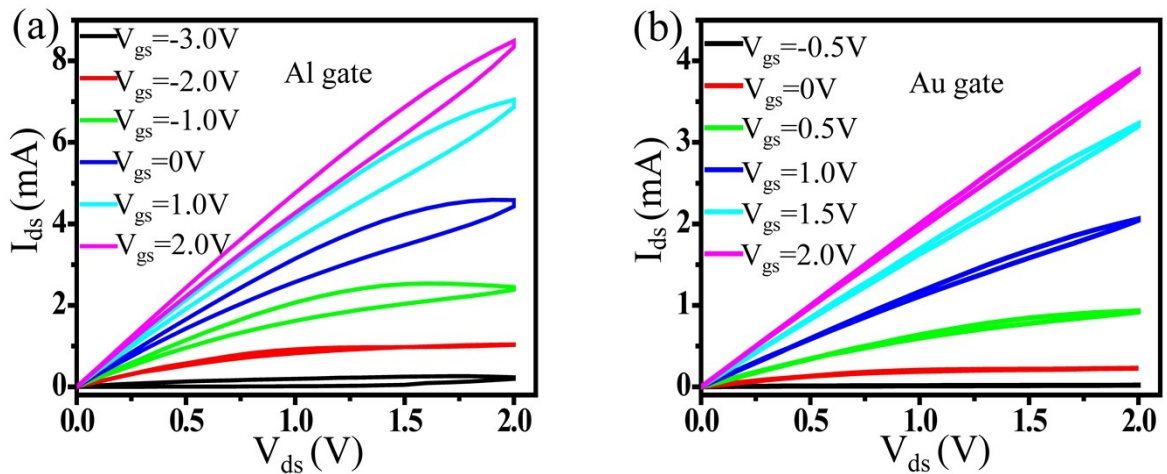 (a)
Vgs=-3.0V
Vgs=-2.0V
Vgs=-1.0V
Vgs=0V
Vgs=1.0V
Vgs=2.0V
Al gate
8
6
4
2
0
0.0 0.5 1.0 1.5 2.0
Ids (mA)
Vds (V)
(b)
Vgs=-0.5V
Vgs=0V
Vgs=0.5V
Vgs=1.0V
Vgs=1.5V
Vgs=2.0V
Au gate
4
3
2
1
0
0.0 0.5 1.0 1.5 2.0
Ids (mA)
Vds (V)